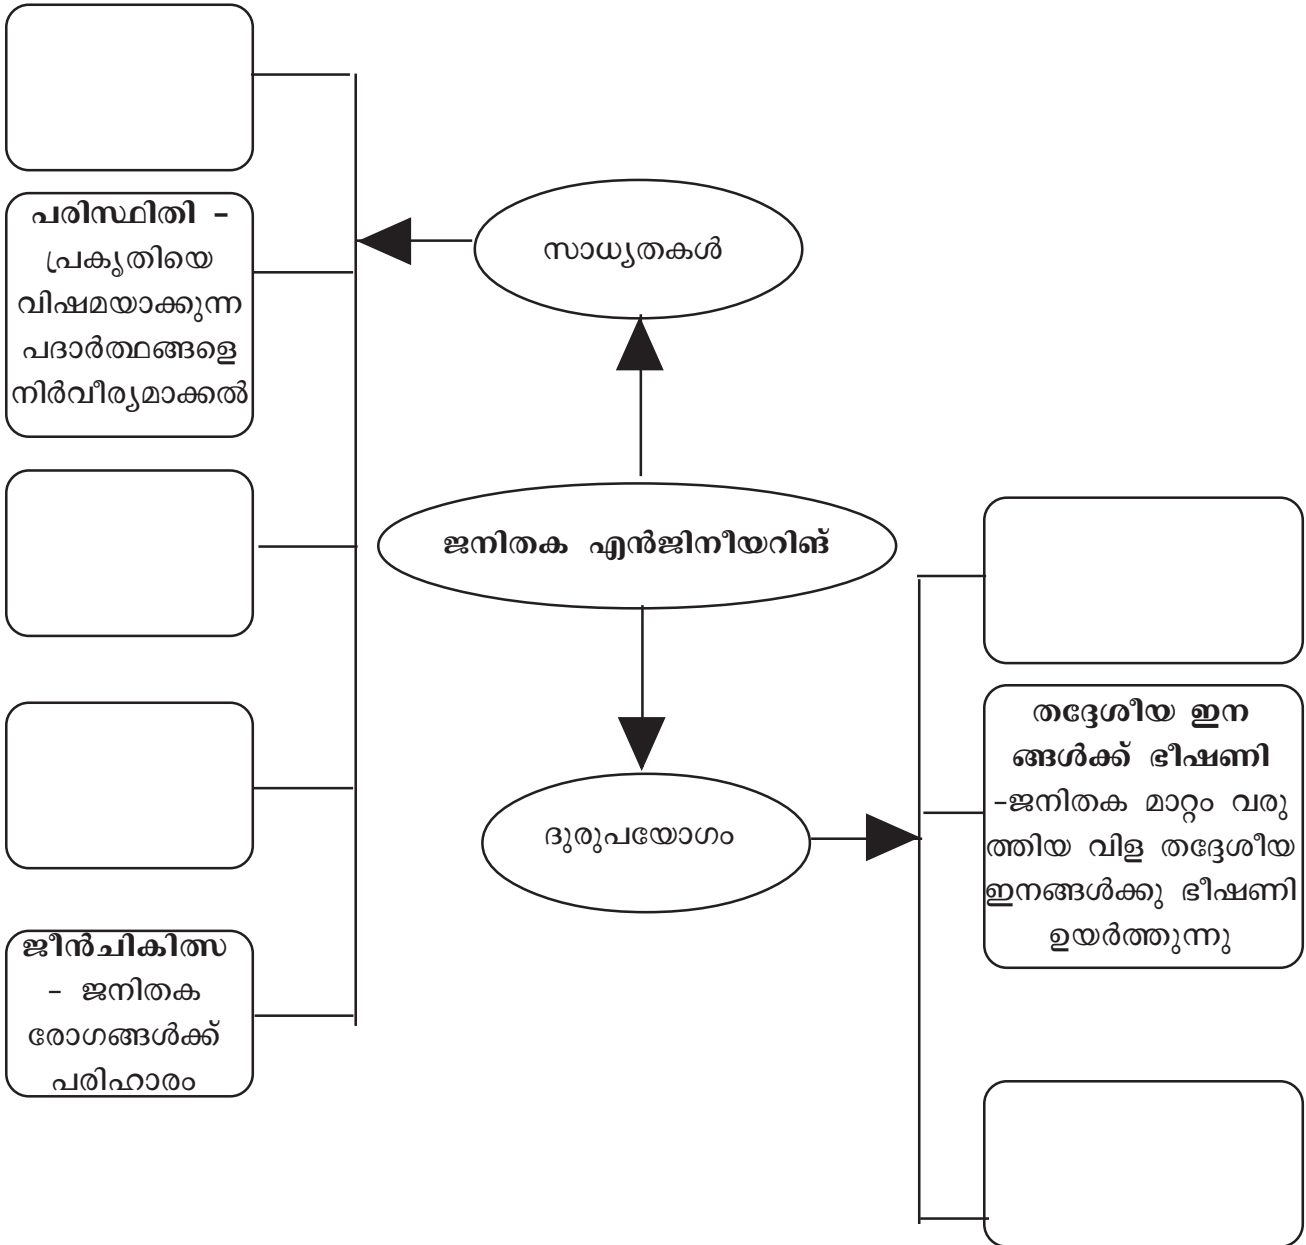 പരിസ്ഥിതി -
പ്രകൃതിയെ
വിഷമയാക്കുന്ന
പദാർത്ഥങ്ങളെ
നിർവീര്യമാക്കൽ
ജീൻചികിത്സ
- ജനിതക
രോഗങ്ങൾക്ക്
പരിഹാരം
സാധ്യതകൾ
ജനിതക എൻജിനീയറിങ്
ദുരുപയോഗം
തദ്ദേശീയ ഇന
ങ്ങൾക്ക് ഭീഷണി
-ജനിതക മാറ്റം വരു
ത്തിയ വിള തദ്ദേശീയ
ഇനങ്ങൾക്കു ഭീഷണി
ഉയർത്തുന്നു